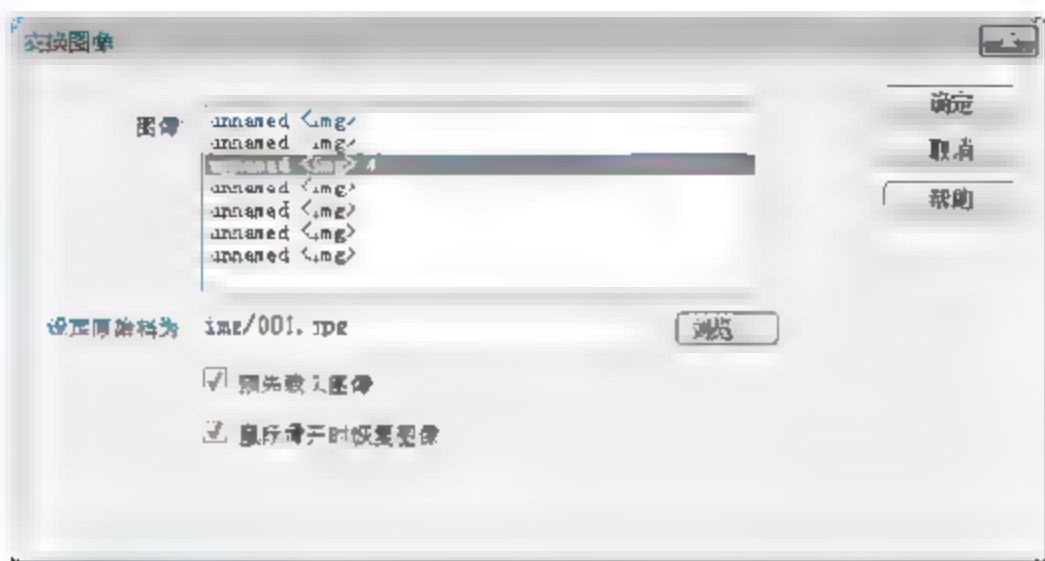 交换图像
图像: unnamed <img>
unnamed <img>
unnamed <img> *
unnamed <img>
unnamed <img>
unnamed <img>
unnamed <img>
确定
取消
帮助
设定原始档为: img/001.jpg 浏览...
预先载入图像
鼠标滑开时恢复图像